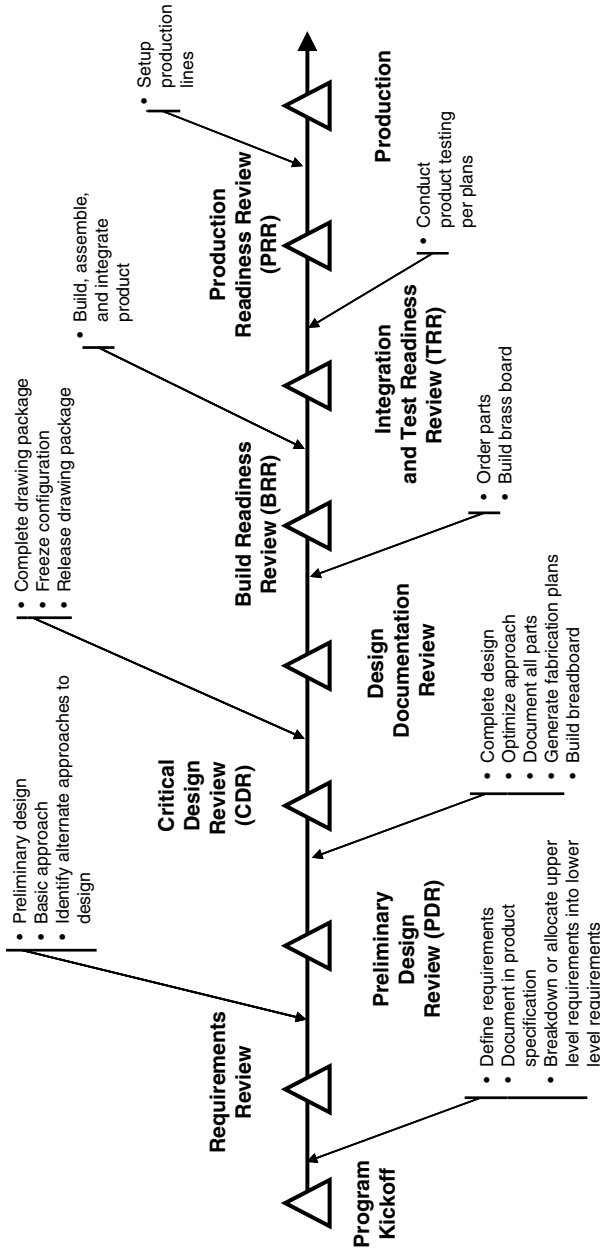 • Preliminary design
• Basic approach
• Identify alternate approaches to
design
• Complete drawing package
• Freeze configuration
• Release drawing package
• Build, assemble,
and integrate
product
• Setup
production
lines
Requirements
Review
Critical
Design
Review
(CDR)
Build Readiness
Review (BRR)
Production
Readiness Review
(PRR)
Program
Kickoff
Preliminary
Design
Review (PDR)
Design
Documentation
Review
Integration
and Test Readiness
Review (TRR)
Production
• Define requirements
• Document in product
specification
• Breakdown or allocate upper
level requirements into lower
level requirements
• Complete design
• Optimize approach
• Document all parts
• Generate fabrication plans
• Build breadboard
• Order parts
• Build brass board
• Conduct
product testing
per plans